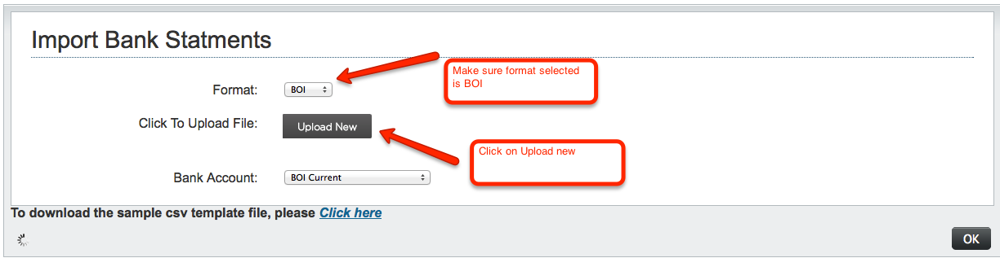 Import Bank Statments
Format:
BOI
Make sure format selected
is BOI
Click To Upload File:
Upload New
Click on Upload new
Bank Account:
BOI Current
To download the sample csv template file, please Click here
OK